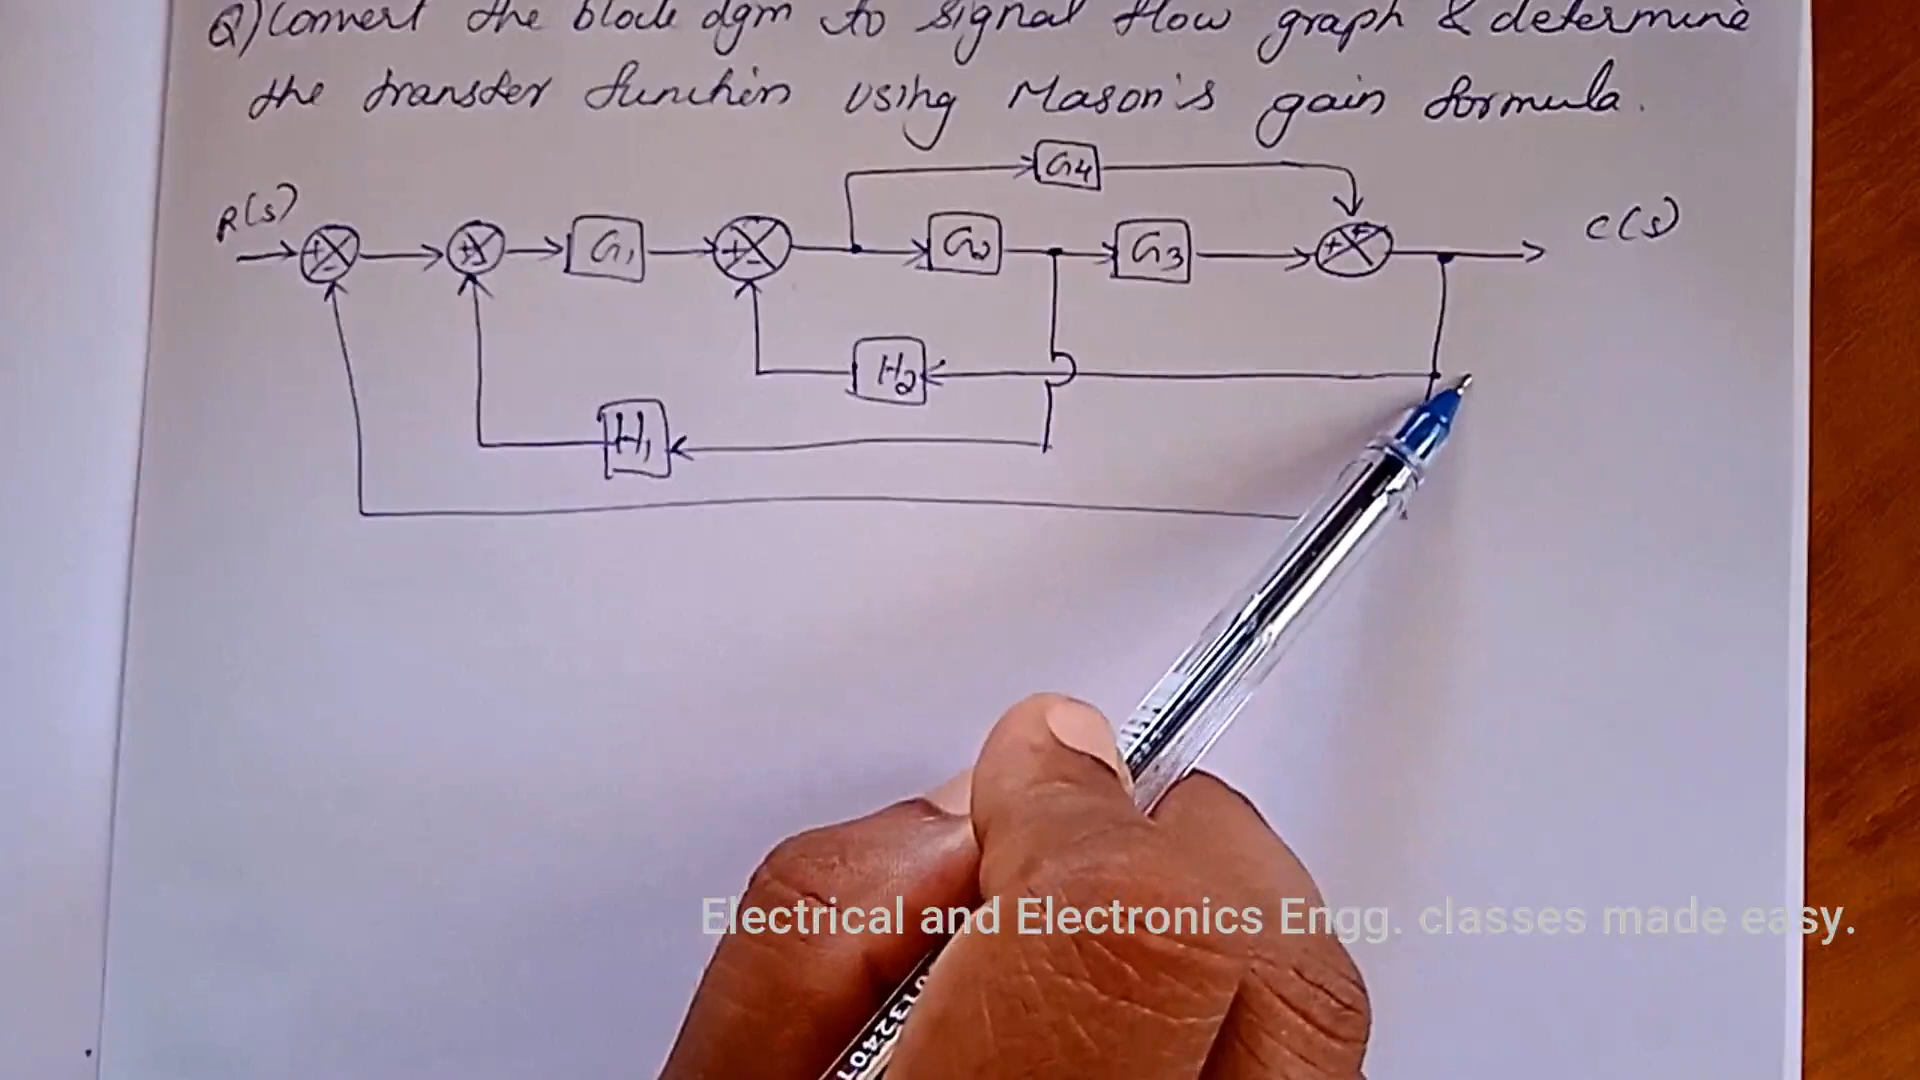 Q) Convert the block dgm to signal flow graph & determine
the transfer function using Mason's gain formula.
G4
R(s) + - + + G1 + - G2 G3 + + C(s)
H2
H1
Electrical and Electronics Engg. classes made easy.